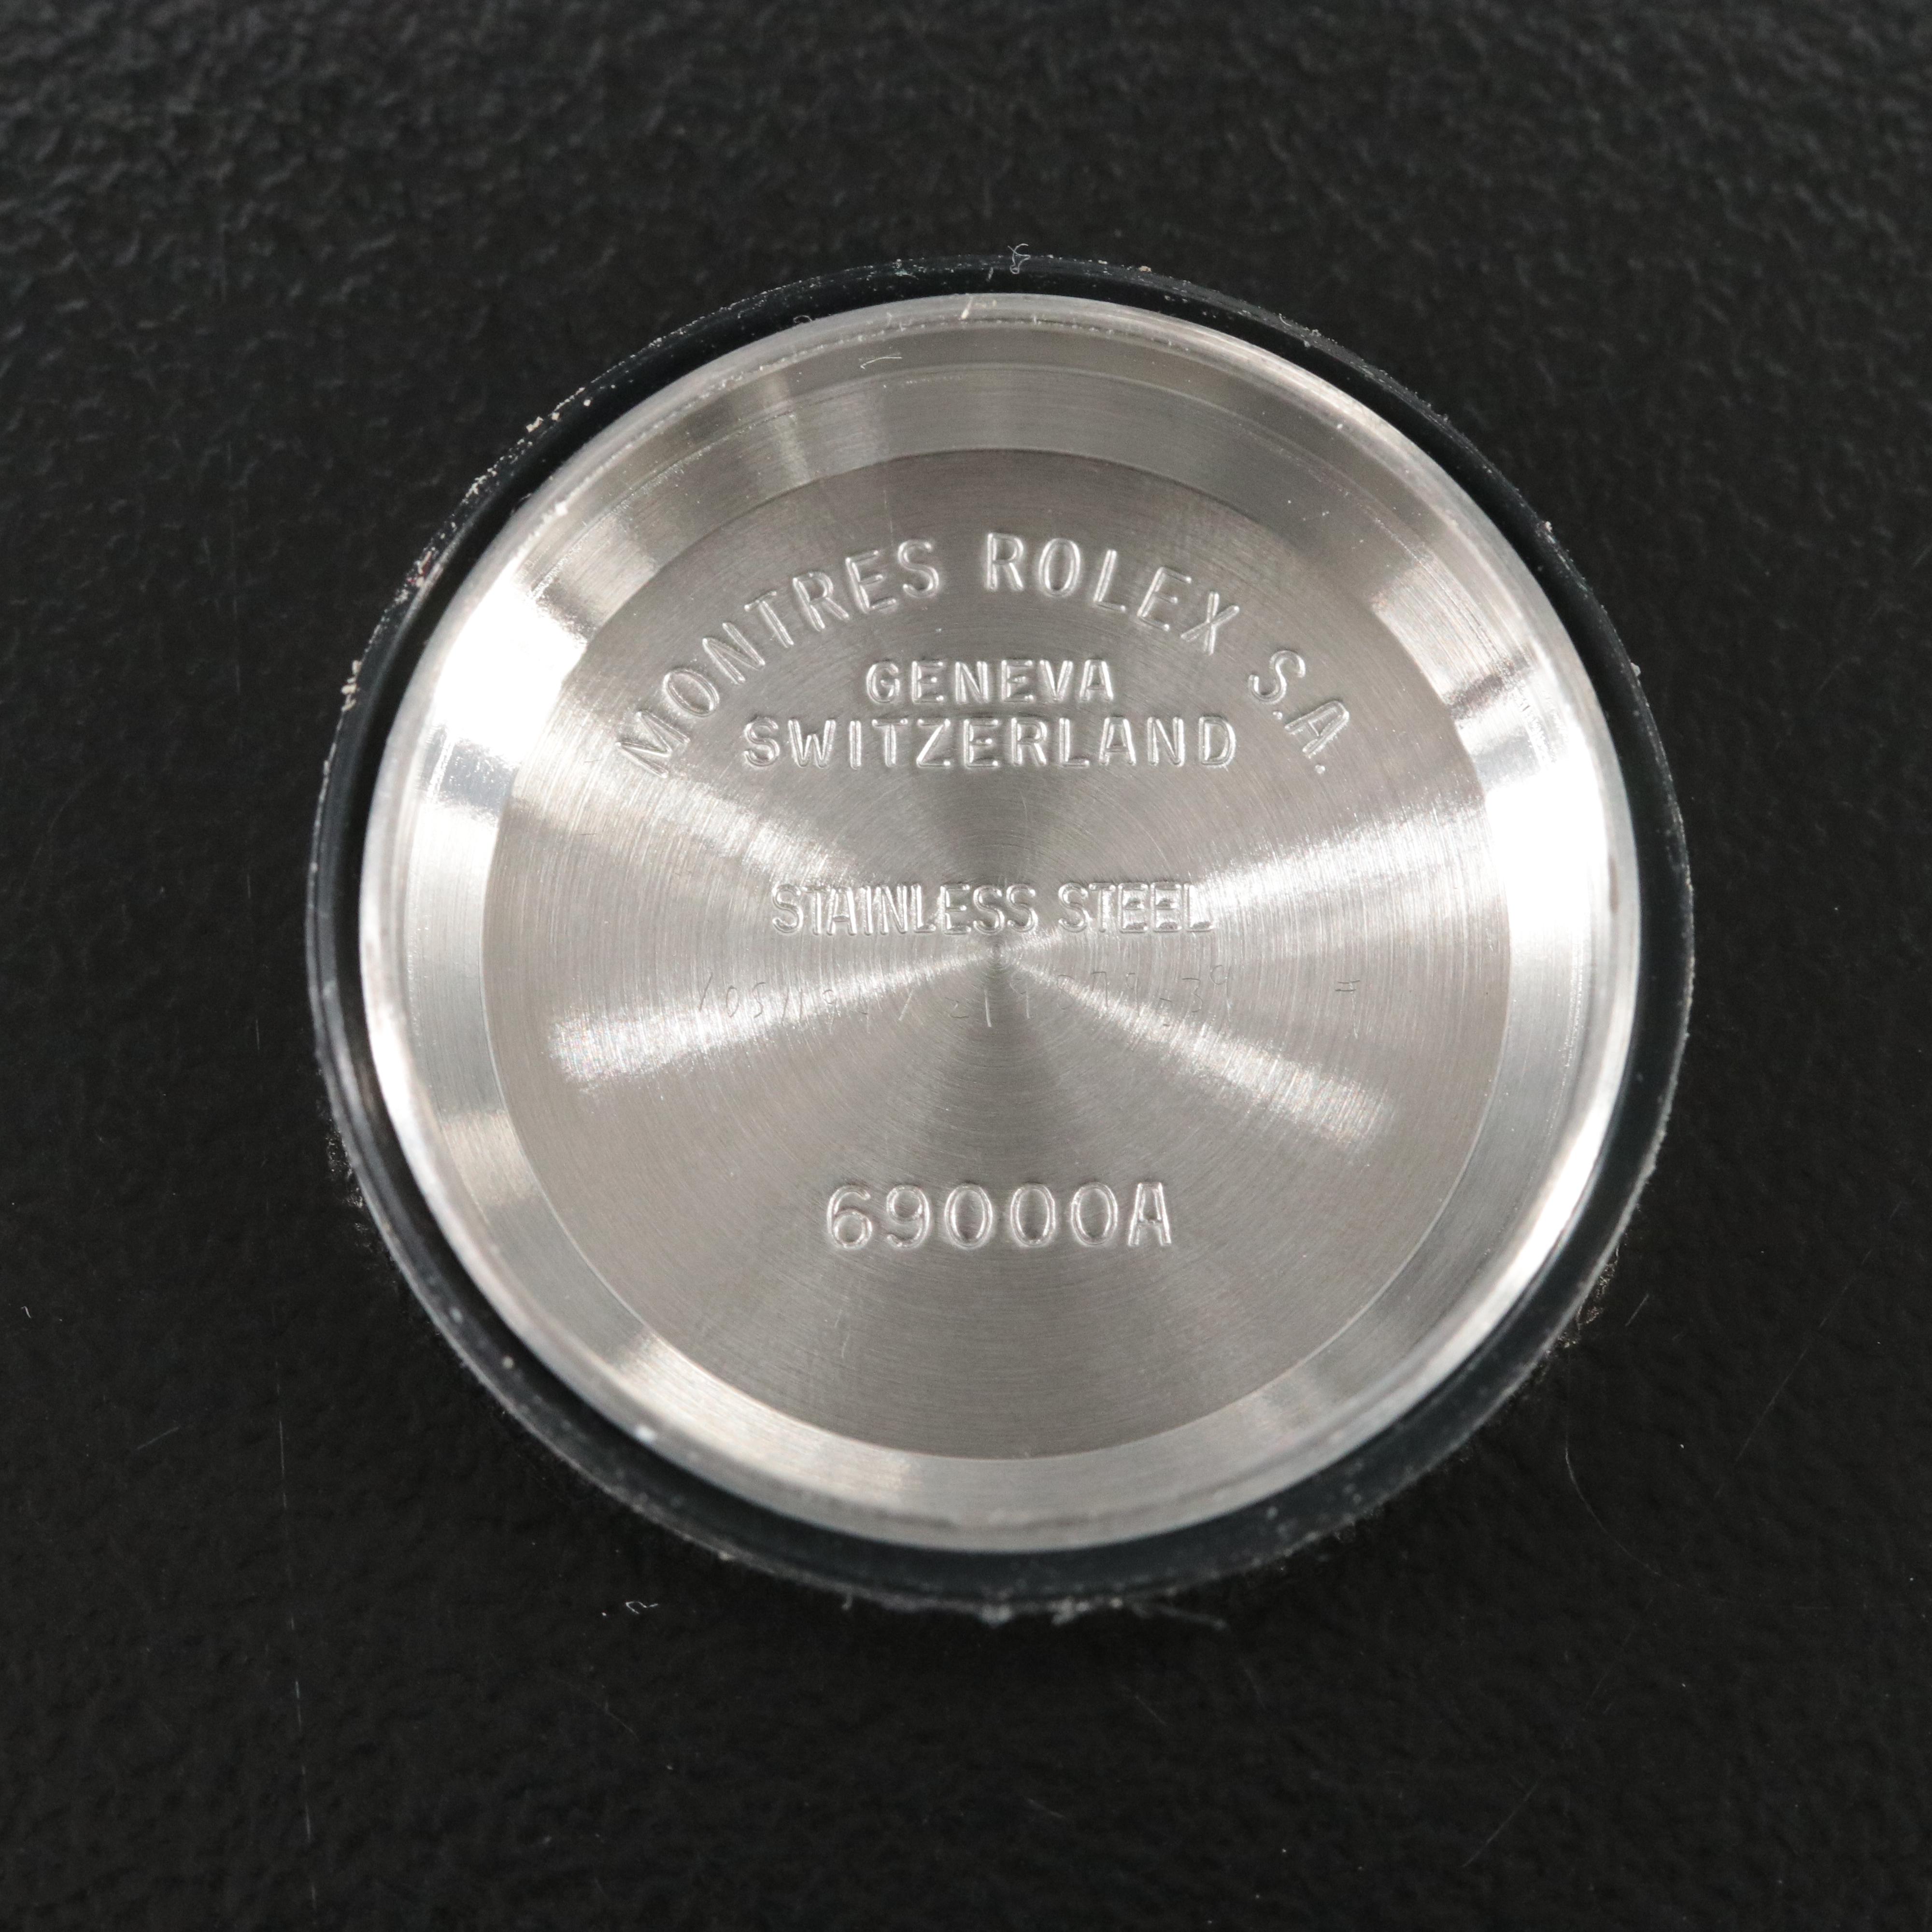 MONTRES ROLEX S.A.
GENEVA
SWITZERLAND
STAINLESS STEEL
69000A